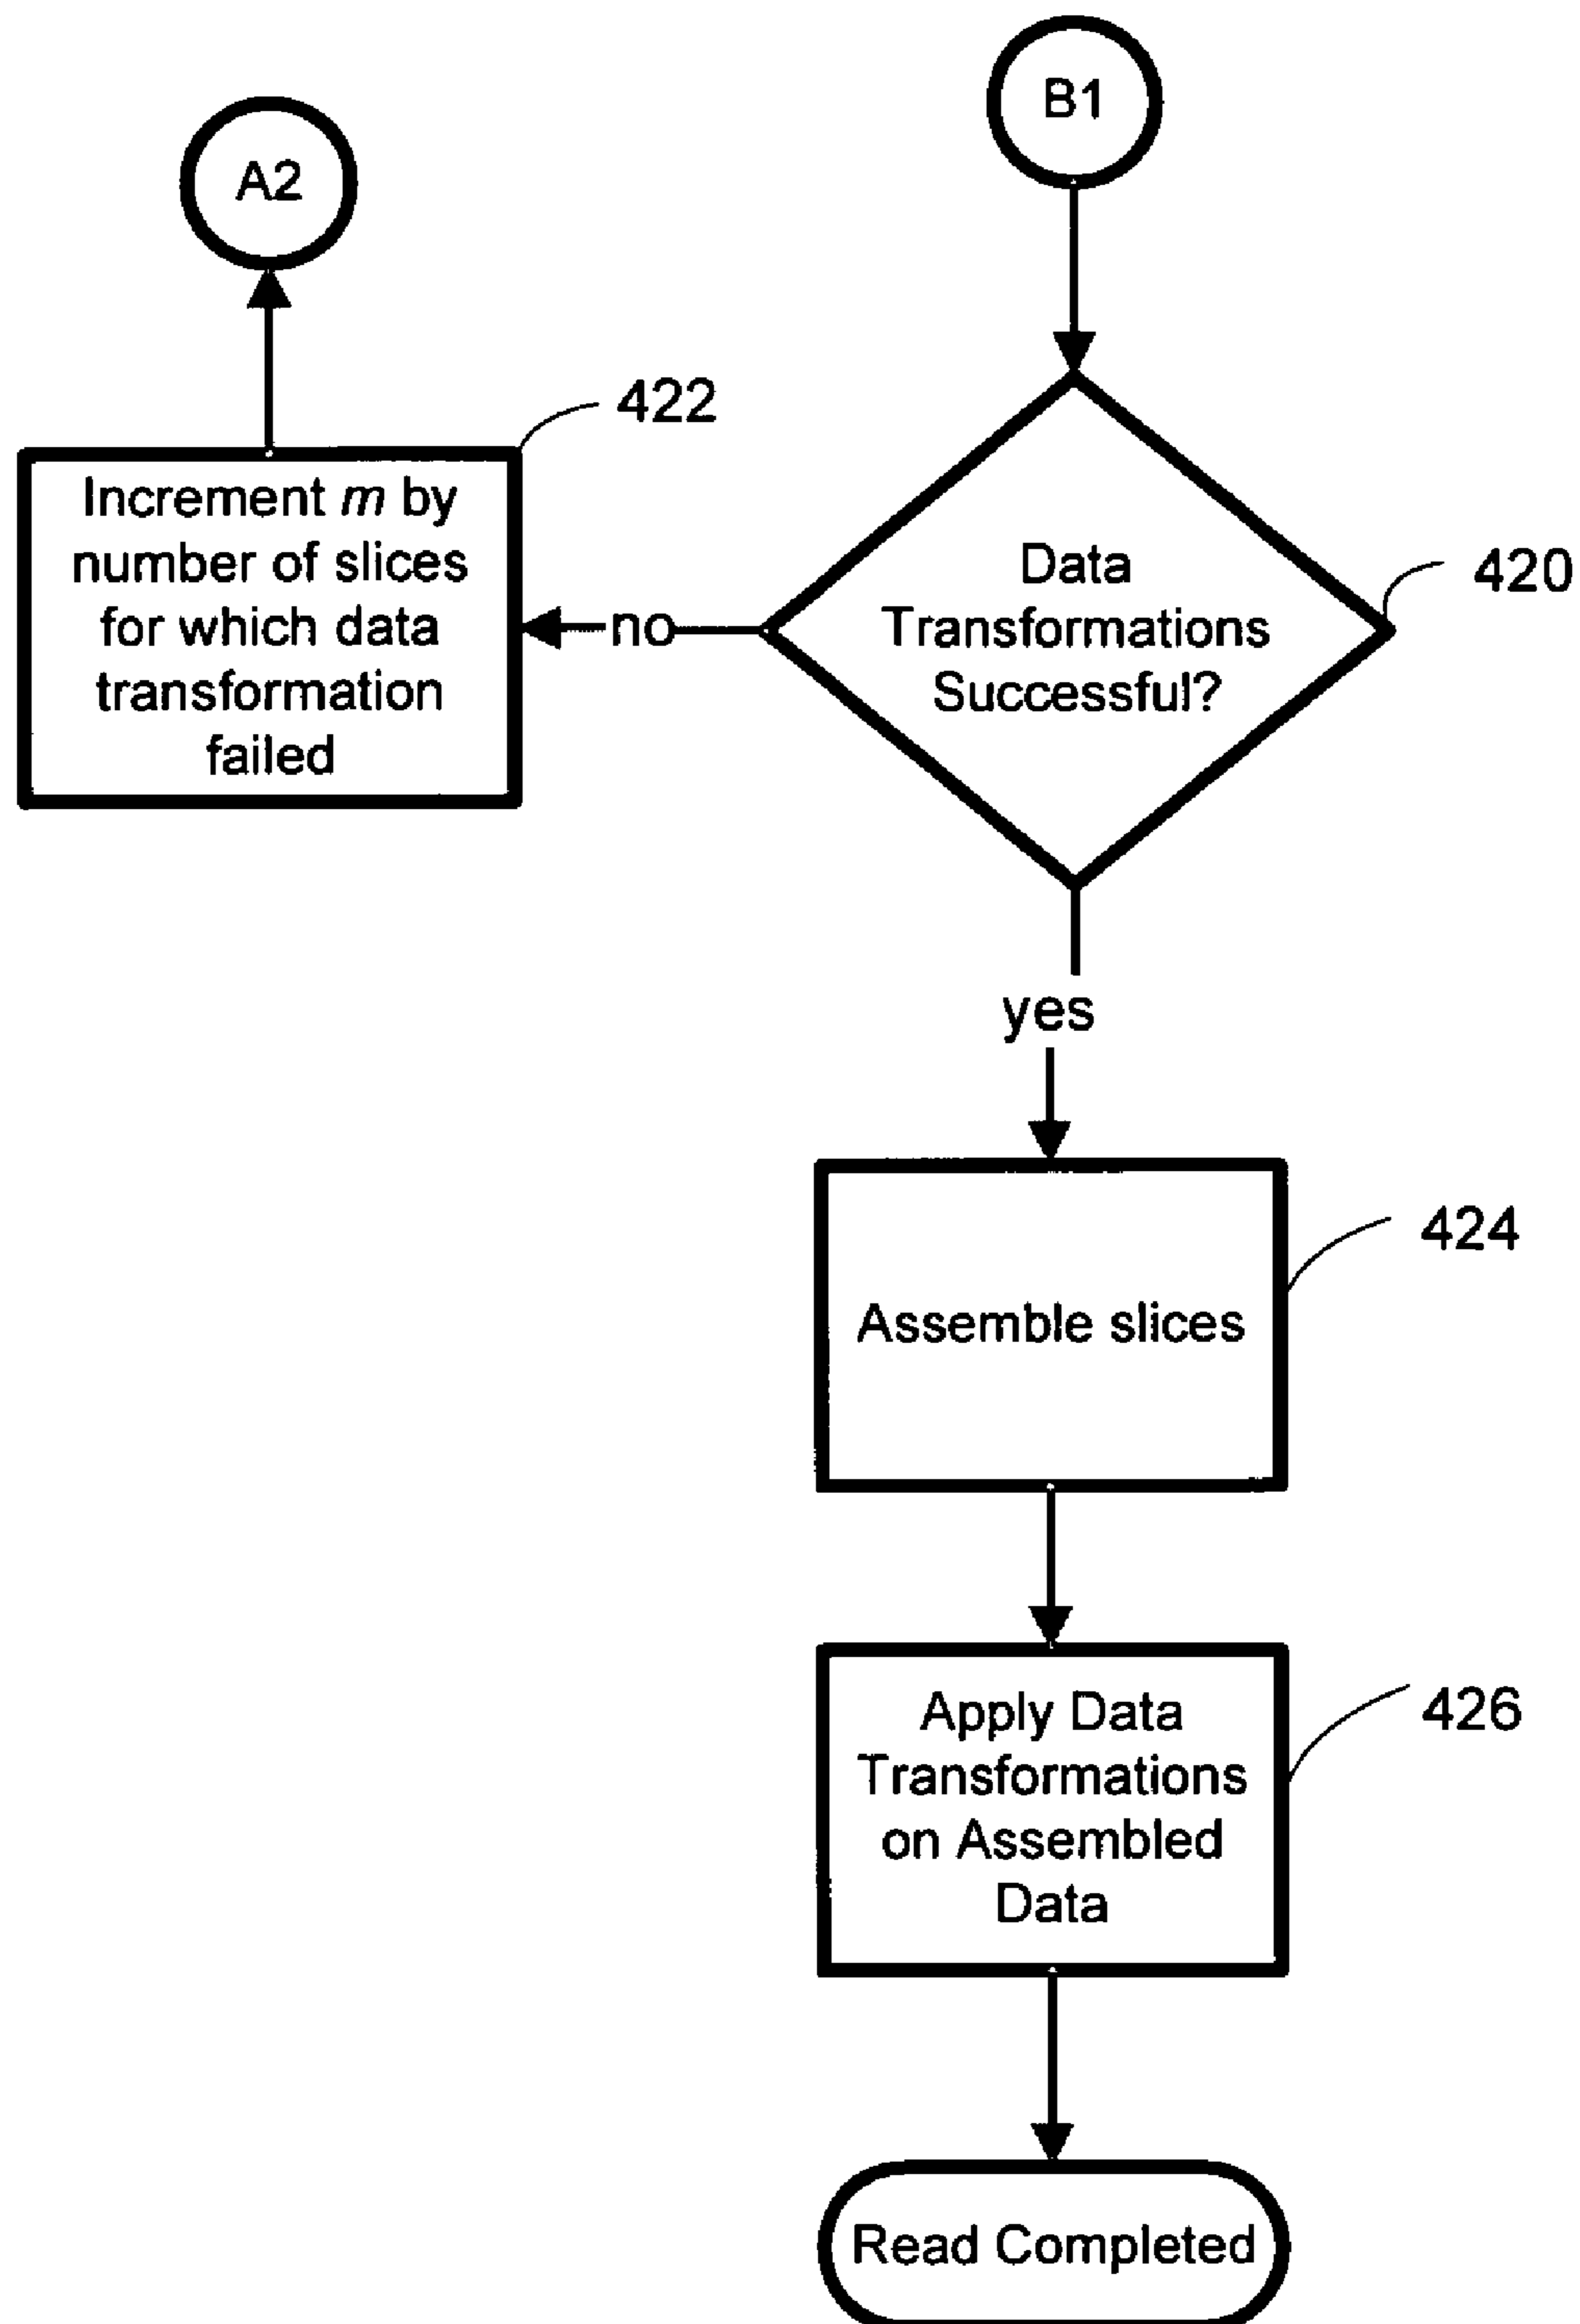 B1
A2
422
Increment m by
number of slices
for which data
transformation
failed
no
Data
Transformations
Successful?
420
yes
Assemble slices
424
Apply Data
Transformations
on Assembled
Data
426
Read Completed